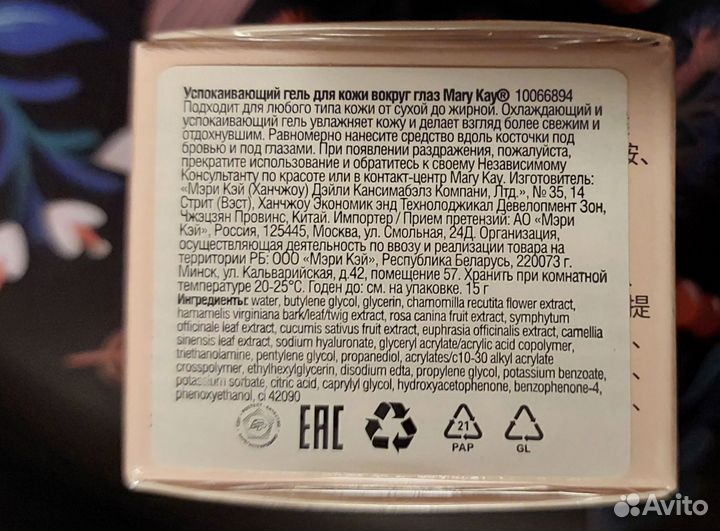 Успокаивающий гель для кожи вокруг глаз Mary Kay® 10066894
Подходит для любого типа кожи от сухой до жирной. Охлаждающий и
успокаивающий гель увлажняет кожу и делает взгляд более свежим и
отдохнувшим. Равномерно нанесите средство вдоль косточки под
бровью и под глазами. При появлении раздражения, пожалуйста,
прекратите использование и обратитесь к своему Независимому
Консультанту по красоте или в контакт-центр Mary Kay. Изготовитель:
«Мэри Кэй (Ханчжоу) Дэйли Кансимабэлз Компани, Лтд.», № 35, 14
Стрит (Вэст), Ханчжоу Экономик энд Технолоджикал Девелопмент Зон,
Чжэцзян Провинс, Китай. Импортер / Прием претензий: АО «Мэри
Кэй», Россия, 125445, Москва, ул. Смольная, 24Д. Организация,
осуществляющая деятельность по ввозу и реализации товара на
территории РБ: ООО «Мэри Кэй», Республика Беларусь, 220073 г.
Минск, ул. Кальварийская, д.42, помещение 57. Хранить при комнатной
температуре 20-25°C. Годен до: см. на упаковке. 15 г
Ингредиенты: water, butylene glycol, glycerin, chamomilla recutita flower extract,
hamamelis virginiana bark/leaf/twig extract, rosa canina fruit extract, symphytum
officinale leaf extract, cucumis sativus fruit extract, euphrasia officinalis extract, camellia
sinensis leaf extract, sodium hyaluronate, glyceryl acrylate/acrylic acid copolymer,
triethanolamine, pentylene glycol, propanediol, acrylates/c10-30 alkyl acrylate
crosspolymer, ethylhexylglycerin, disodium edta, propylene glycol, potassium benzoate,
potassium sorbate, citric acid, caprylyl glycol, hydroxyacetophenone, benzophenone-4,
phenoxyethanol, ci 42090
EAC
21
PAP
GL
提
Avito